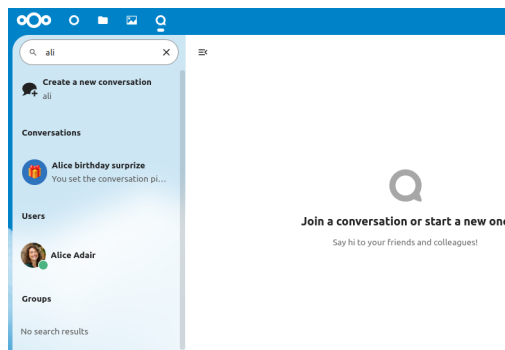 ali
Create a new conversation
ali
Conversations
Alice birthday surprize
You set the conversation pi...
Users
Alice Adair
Groups
No search results
Join a conversation or start a new one
Say hi to your friends and colleagues!